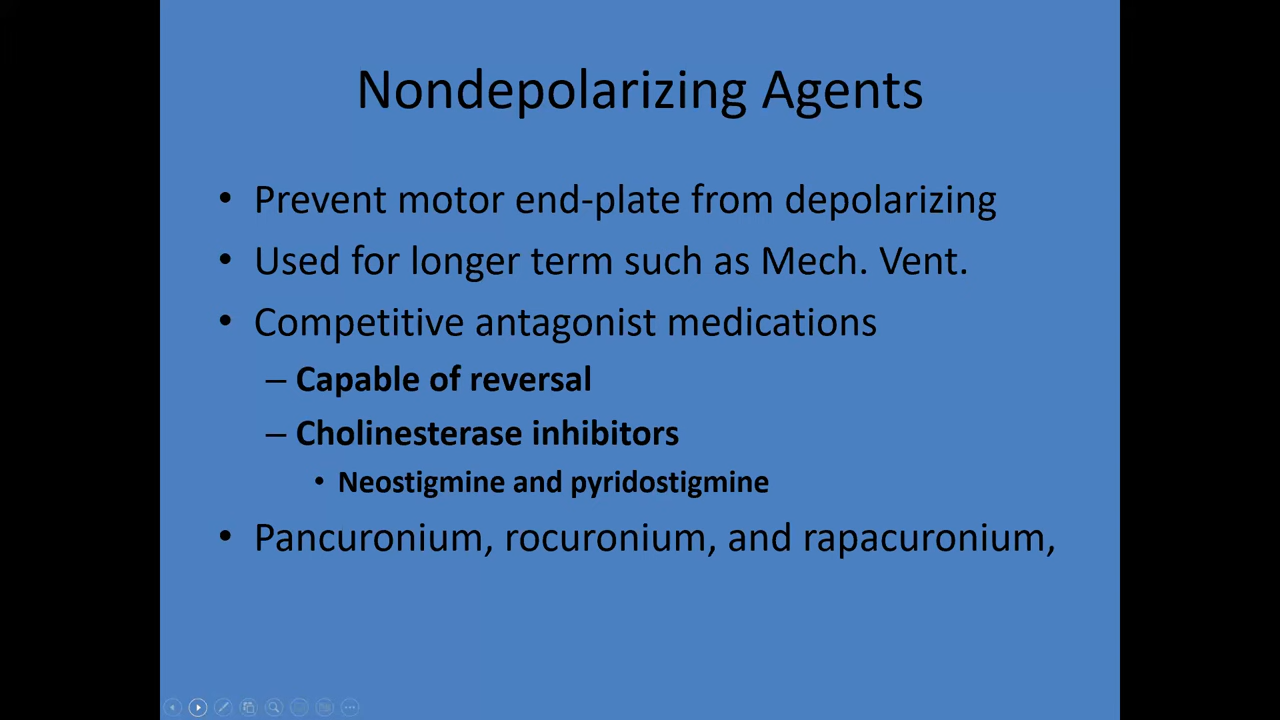 Nondepolarizing Agents
• Prevent motor end-plate from depolarizing
• Used for longer term such as Mech. Vent.
• Competitive antagonist medications
– Capable of reversal
– Cholinesterase inhibitors
• Neostigmine and pyridostigmine
• Pancuronium, rocuronium, and rapacuronium,